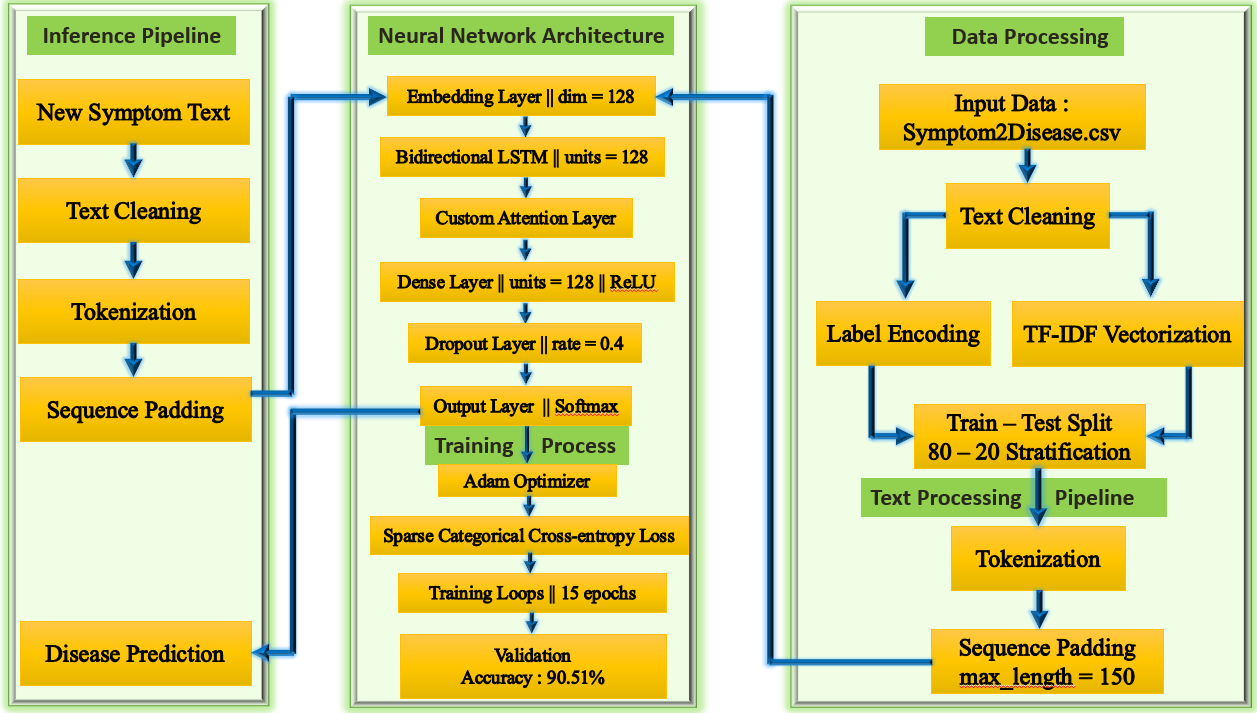 Inference Pipeline
New Symptom Text
Text Cleaning
Tokenization
Sequence Padding
Disease Prediction
Neural Network Architecture
Embedding Layer || dim = 128
Bidirectional LSTM || units = 128
Custom Attention Layer
Dense Layer || units = 128 || ReLU
Dropout Layer || rate = 0.4
Output Layer || Softmax
Training Process
Adam Optimizer
Sparse Categorical Cross-entropy Loss
Training Loops || 15 epochs
Validation
Accuracy : 90.51%
Data Processing
Input Data :
Symptom2Disease.csv
Text Cleaning
Label Encoding
TF-IDF Vectorization
Train – Test Split
80 – 20 Stratification
Text Processing Pipeline
Tokenization
Sequence Padding
max_length = 150